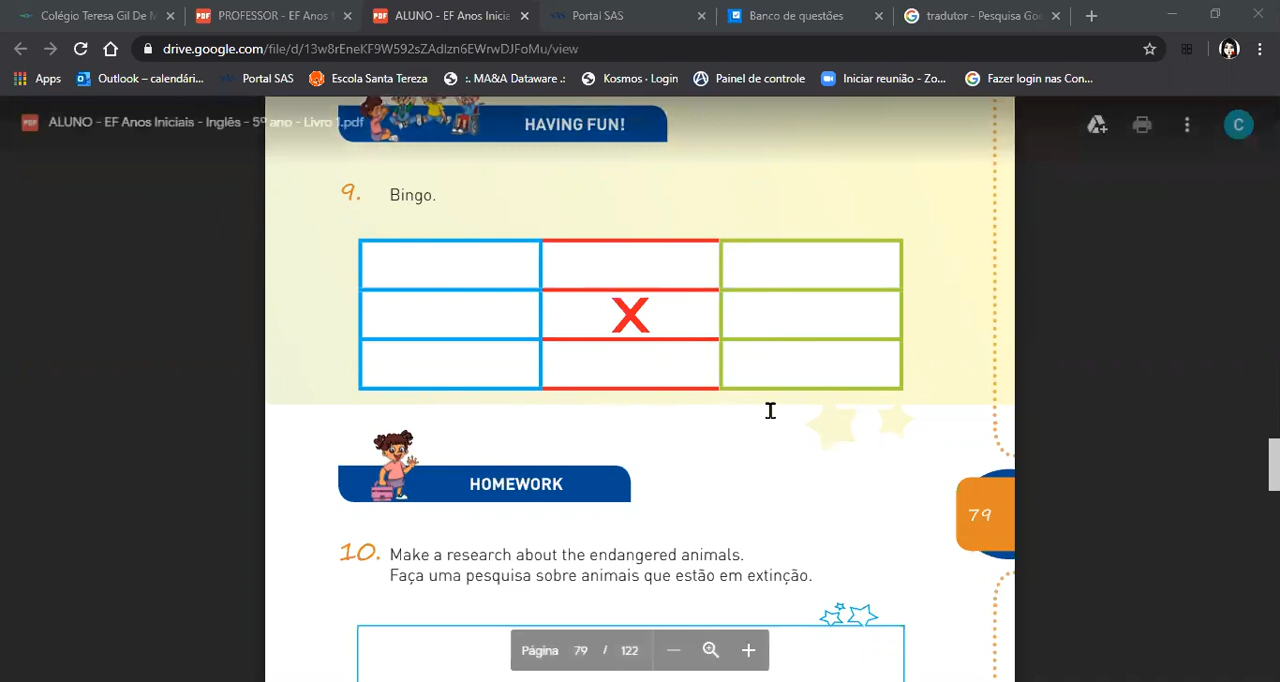 Colégio Teresa Gil De M
PROFESSOR - EF Anos I
ALUNO - EF Anos Inicia
Portal SAS
Banco de questões
tradutor - Pesquisa Goo
drive.google.com/file/d/13w8rEneKF9W592sZAdlzn6EWrwDJFoMu/view
Apps
Outlook – calendári...
Portal SAS
Escola Santa Tereza
:. MA&A Dataware .:
Kosmos · Login
Painel de controle
Iniciar reunião - Zo...
Fazer login nas Con...
PDF
ALUNO - EF Anos Iniciais - Inglês - 5º ano - Livro 1.pdf
C
HAVING FUN!
9. Bingo.
X
HOMEWORK
79
10. Make a research about the endangered animals.
Faça uma pesquisa sobre animais que estão em extinção.
Página 79 / 122